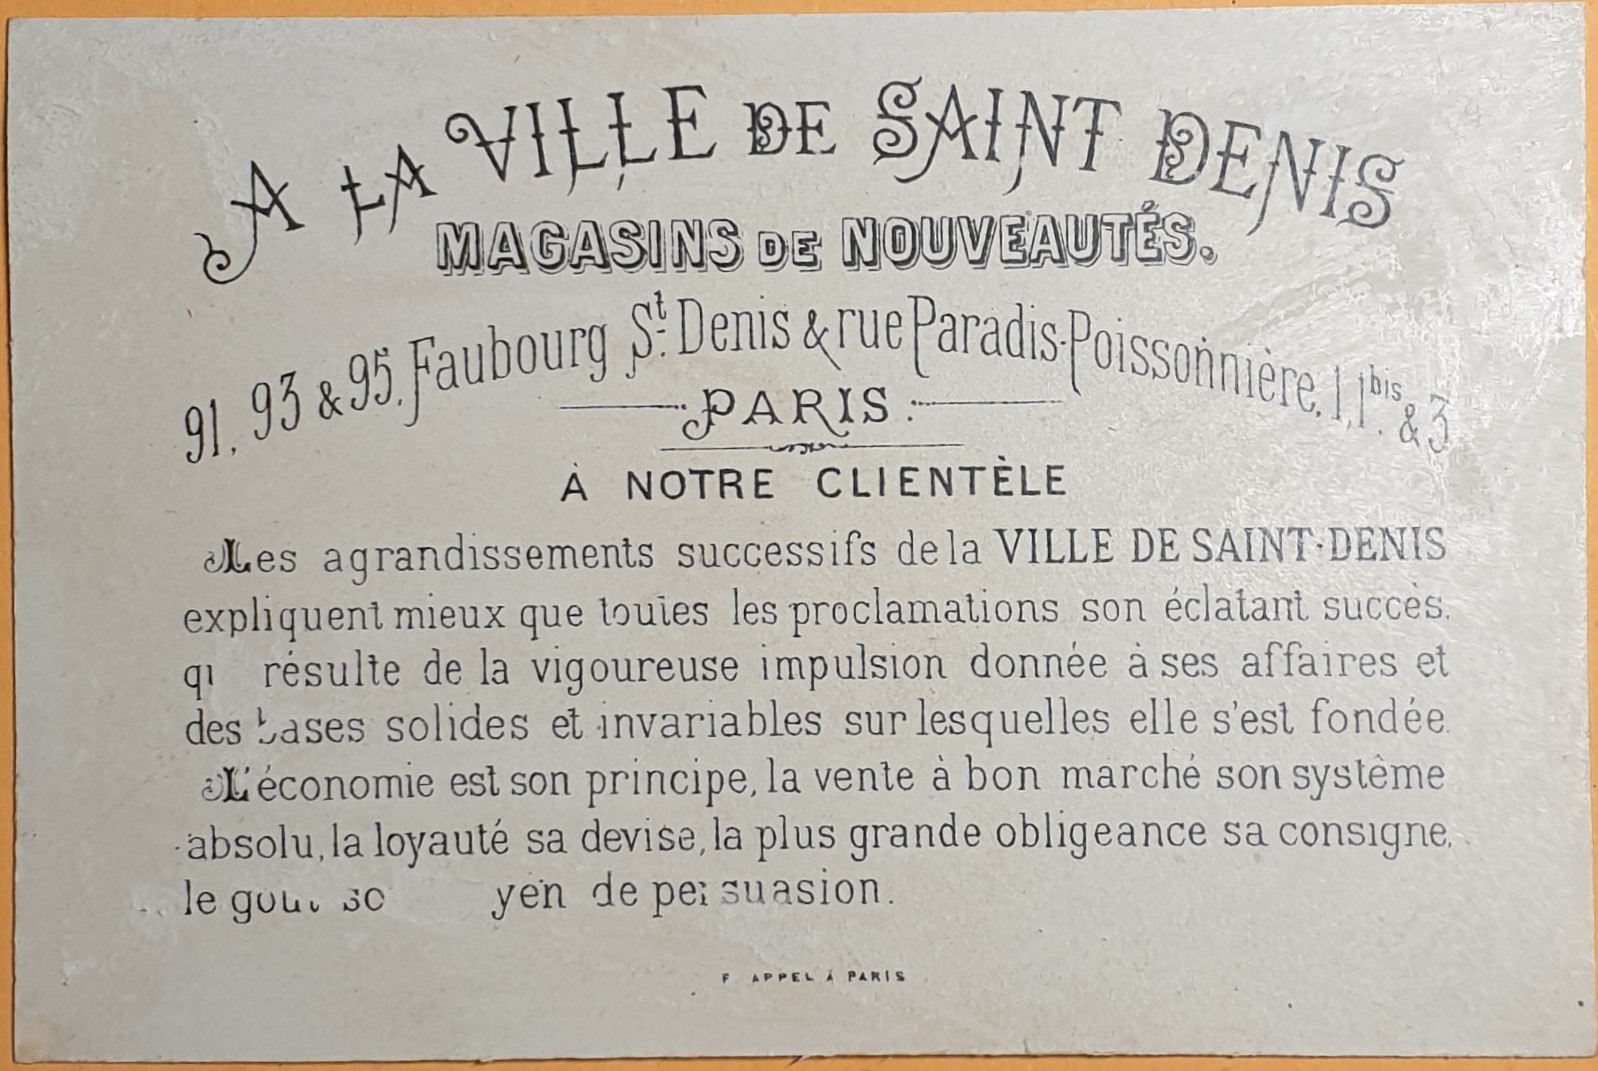 A LA VILLE DE SAINT DENIS
MAGASINS DE NOUVEAUTÉS.
91, 93 & 95, Faubourg St. Denis & rue Paradis-Poissonnière, 1, 1bis. & 3
PARIS.
À NOTRE CLIENTÈLE
Les agrandissements successifs de la VILLE DE SAINT-DENIS
expliquent mieux que toutes les proclamations son éclatant succès,
résulte de la vigoureuse impulsion donnée à ses affaires et
des bases solides et invariables sur lesquelles elle s'est fondée.
L'économie est son principe, la vente à bon marché son système
absolu, la loyauté sa devise, la plus grande obligeance sa consigne,
le de persuasion.
F. APPEL À PARIS